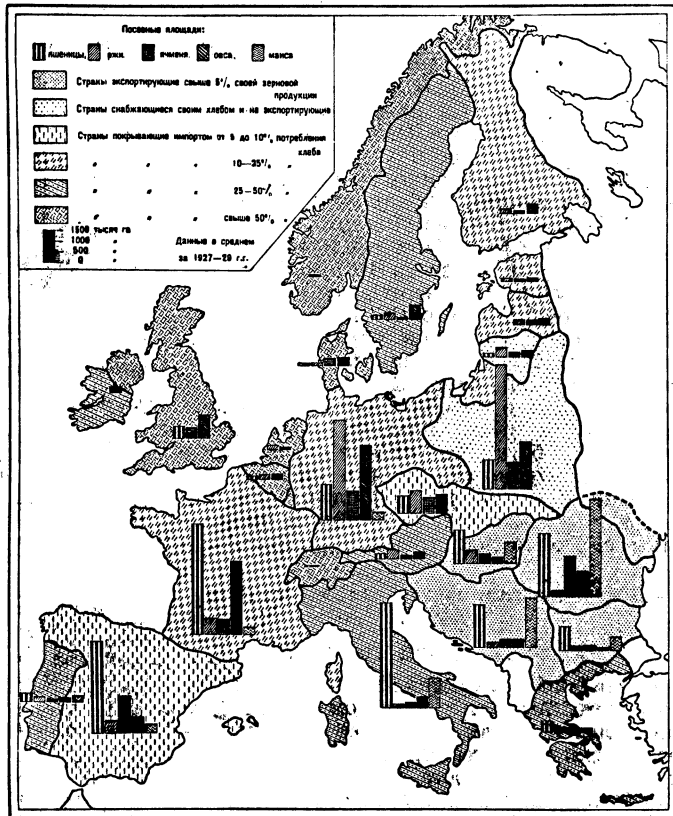 Посевные площади:
пшеницы, ржи. ячменя. овса, маиса
Страны экспортирующие свыше 5% своей зерновой
продукции
Страны снабжающиеся своим хлебом и не экспортирующие
Страны покрывающие импортом от 5 до 10% потребления
хлеба
" " " 10—35% "
" " " 25—50% "
" " " свыше 50% "
1500 тысяч га
1000 "
500 "
0
Данные в среднем
за 1927—29 г.г.